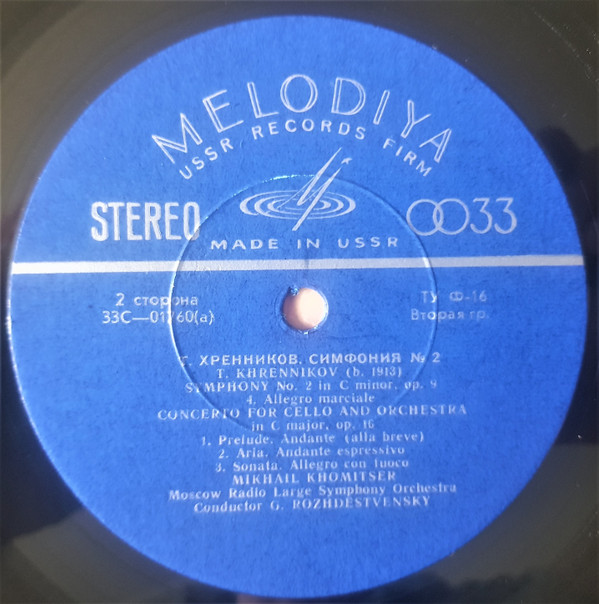 MELODIYA
USSR RECORDS FIRM
STEREO
33
MADE IN USSR
2 сторона
33С—01760(а)
ТУ Ф-16
Вторая гр.
Т. ХРЕННИКОВ. СИМФОНИЯ № 2
T. KHRENNIKOV (b. 1913)
SYMPHONY No. 2 in C minor, op. 9
4. Allegro marciale
CONCERTO FOR CELLO AND ORCHESTRA
in C major, op. 16
1. Prelude. Andante (alla breve)
2. Aria. Andante espressivo
3. Sonata. Allegro con fuoco
MIKHAIL KHOMITSER
Moscow Radio Large Symphony Orchestra
Conductor G. ROZHDESTVENSKY